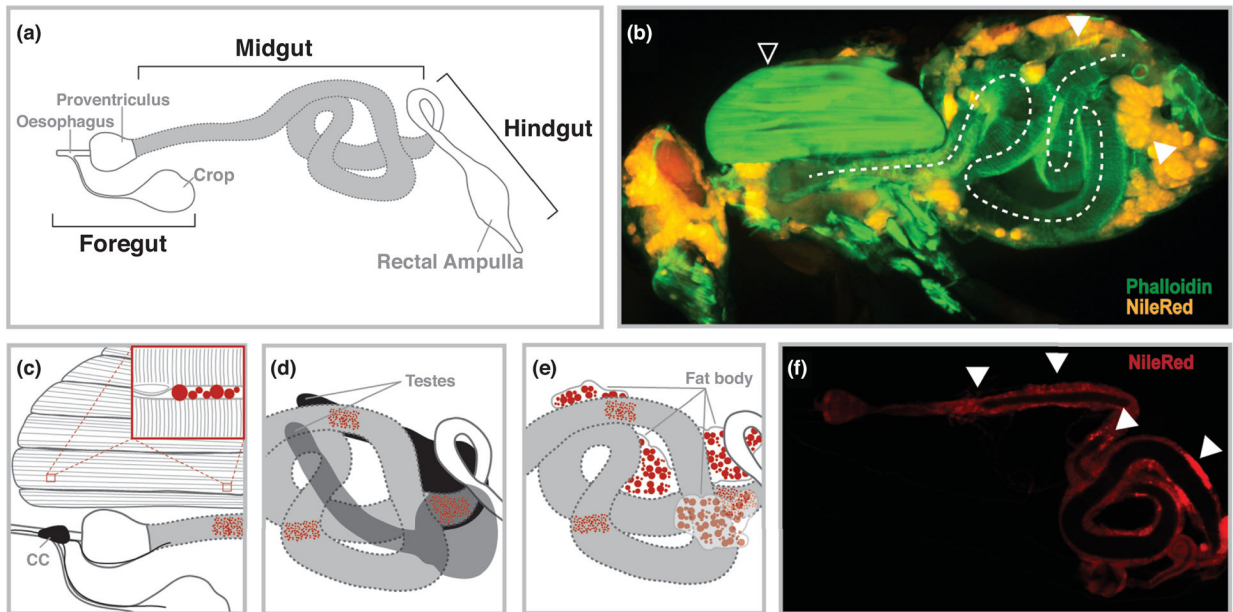 (a)
Midgut
Proventriculus
Oesophagus
Hindgut
Crop
Foregut
Rectal Ampulla
(b)
Phalloidin
NileRed
(c)
CC
(d)
Testes
(e)
Fat body
(f)
NileRed